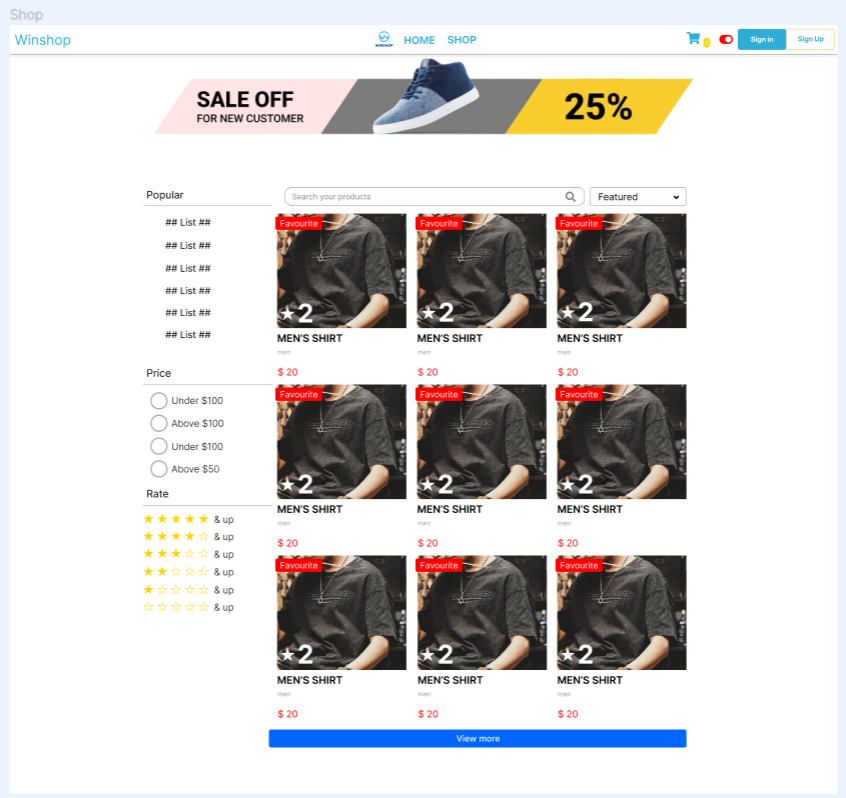 Shop
Winshop
WINSHOP
HOME SHOP
Sign in
Sign Up
SALE OFF
FOR NEW CUSTOMER
25%
Popular
## List ##
## List ##
## List ##
## List ##
## List ##
## List ##
Price
Under $100
Above $100
Under $100
Above $50
Rate
& up
& up
& up
& up
& up
& up
Search your products
Featured
Favourite Favourite Favourite
2 2 2
MEN'S SHIRT MEN'S SHIRT MEN'S SHIRT
men men men
$ 20 $ 20 $ 20
Favourite Favourite Favourite
2 2 2
MEN'S SHIRT MEN'S SHIRT MEN'S SHIRT
men men men
$ 20 $ 20 $ 20
Favourite Favourite Favourite
2 2 2
MEN'S SHIRT MEN'S SHIRT MEN'S SHIRT
men men men
$ 20 $ 20 $ 20
View more